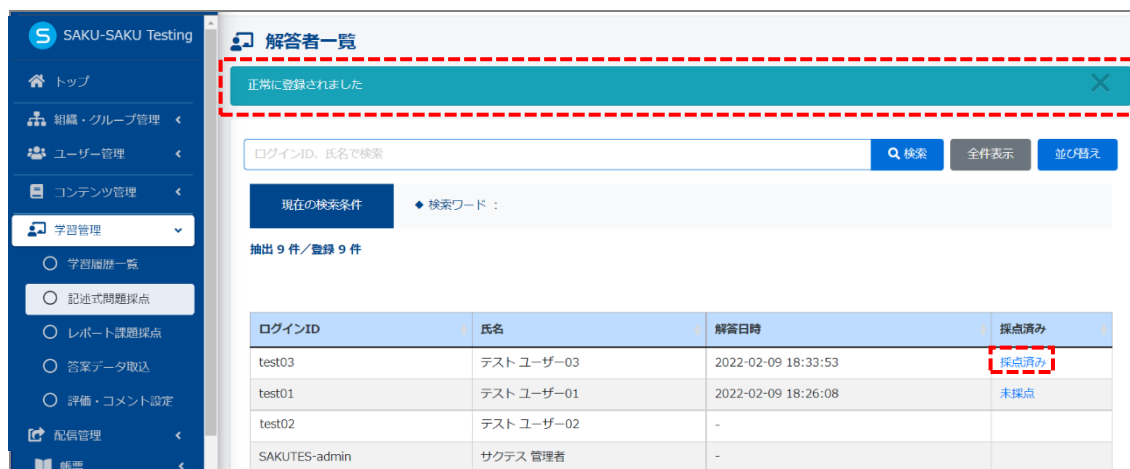 SAKU-SAKU Testing
トップ
組織・グループ管理
ユーザー管理
コンテンツ管理
学習管理
学習履歴一覧
記述式問題採点
レポート課題採点
答案データ取込
評価・コメント設定
配信管理
帳票
解答者一覧
正常に登録されました
ログインID、氏名で検索
検索 全件表示 並び替え
現在の検索条件 ◆ 検索ワード :
抽出 9 件／登録 9 件
ログインID 氏名 解答日時 採点済み
test03 テスト ユーザー03 2022-02-09 18:33:53 採点済み
test01 テスト ユーザー01 2022-02-09 18:26:08 未採点
test02 テスト ユーザー02 -
SAKUTES-admin サクテス 管理者 -